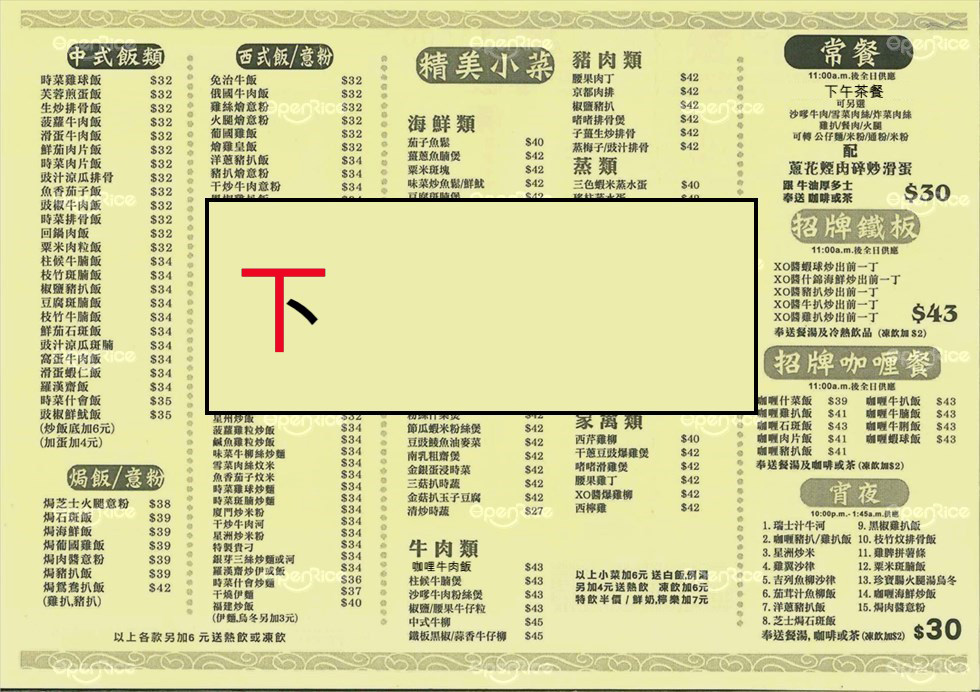 中式飯類
時菜雞球飯 $32
芙蓉煎蛋飯 $32
生炒排骨飯 $32
菠蘿牛肉飯 $32
滑蛋牛肉飯 $32
鮮茄肉片飯 $32
時菜肉片飯 $32
豉汁涼瓜排骨 $32
魚香茄子飯 $32
豉椒牛肉飯 $32
時菜排骨飯 $32
回鍋肉飯 $32
粟米肉粒飯 $32
柱候牛腩飯 $34
枝竹斑腩飯 $34
椒鹽豬扒飯 $34
豆腐斑腩飯 $34
枝竹牛腩飯 $34
鮮茄石斑飯 $34
豉汁涼瓜斑腩 $34
窩蛋牛肉飯 $34
滑蛋蝦仁飯 $34
羅漢齋飯 $34
時菜什會飯 $35
豉椒鮮魷飯 $35
(炒飯底加6元)
(加蛋加4元)
焗飯/意粉
焗芝士火腿意粉 $38
焗石斑飯 $39
焗海鮮飯 $39
焗葡國雞飯 $39
焗肉醬意粉 $39
焗豬扒飯 $39
焗鴛鴦扒飯 $42
(雞扒,豬扒)
西式飯/意粉
免治牛飯 $32
俄國牛肉飯 $32
雞絲燴意粉 $32
火腿燴意粉 $32
葡國雞飯 $32
燴雞皇飯 $32
洋蔥豬扒飯 $34
豬扒燴意粉 $34
干炒牛肉意粉 $34
下
星州炒飯 $32
菠蘿雞粒炒飯 $34
鹹魚雞粒炒飯 $34
味菜牛柳絲炒麵 $34
雪菜肉絲炆米 $34
魚香茄子炆米 $34
時菜雞球炒麵 $34
時菜斑腩炒麵 $34
廈門炒米粉 $34
干炒牛肉河 $34
星洲炒米粉 $34
特製貴刁 $34
銀芽三絲炒麵或河 $34
羅漢齋炒伊或飯 $34
時菜什會炒麵 $36
干燒伊麵 $37
福建炒飯 $40
(伊麵,烏冬另加3元)
以上各款另加6元送熱飲或凍飲
精美小菜
海鮮類
茄子魚鬆 $40
薑蔥魚腩煲 $42
粟米斑塊 $42
味菜炒魚鬆/鮮魷 $42
豆腐斑腩煲 $42
節瓜蝦米粉絲煲 $42
豆豉鯪魚油麥菜 $42
南乳粗齋煲 $42
金銀蛋浸時菜 $42
三菇扒時蔬 $42
金菇扒玉子豆腐 $42
清炒時蔬 $27
牛肉類
咖哩牛肉飯 $43
柱候牛腩煲 $43
沙嗲牛肉粉絲煲 $43
椒鹽/腰果牛仔粒 $43
中式牛柳 $45
鐵板黑椒/蒜香牛仔柳 $45
豬肉類
腰果肉丁 $42
京都肉排 $42
椒鹽豬扒 $42
啫啫排骨煲 $42
子薑生炒排骨 $42
蒸梅子/豉汁排骨 $42
蒸類
三色蝦米蒸水蛋 $40
家禽類
西芹雞柳 $40
干蔥豆豉爆雞煲 $42
啫啫滑雞煲 $42
腰果雞丁 $42
XO醬爆雞柳 $42
西檸雞 $42
以上小菜加6元 送白飯,例湯
另加4元送熱飲 凍飲加6元
特飲半價 / 鮮奶,檸樂加7元
常餐
11:00a.m.後全日供應
下午茶餐
可另選
沙嗲牛肉/雪菜肉絲/炸菜肉絲
雞扒/餐肉/火腿
可轉 公仔麵/米粉/通粉/米粉
配
蔥花煙肉碎炒滑蛋
跟 牛油厚多士
奉送 咖啡或茶 $30
招牌鐵板
11:00a.m.後全日供應
XO醬蝦球炒出前一丁
XO醬什錦海鮮炒出前一丁
XO醬豬扒炒出前一丁
XO醬牛扒炒出前一丁
XO醬雞扒炒出前一丁 $43
奉送餐湯及冷熱飲品 (凍飲加 $2)
招牌咖喱餐
11:00a.m.後全日供應
咖喱什菜飯 $39 咖喱牛扒飯 $43
咖喱雞扒飯 $41 咖喱牛腩飯 $43
咖喱石斑飯 $43 咖喱牛脷飯 $43
咖喱肉片飯 $41 咖喱蝦球飯 $43
咖喱豬扒飯 $41
奉送餐湯及咖啡或茶 (凍飲加$2)
宵夜
10:00p.m.- 1:45a.m.供應
1. 瑞士汁牛河 9. 黑椒雞扒飯
2. 咖喱豬扒/雞扒飯 10. 枝竹炆排骨飯
3. 星洲炒米 11. 雞髀拼薯條
4. 雞翼沙律 12. 粟米斑腩飯
5. 吉列魚柳沙律 13. 珍寶腸火腿湯烏冬
6. 茄茸汁魚柳飯 14. 咖喱海鮮炒飯
7. 洋蔥豬扒飯 15. 焗肉醬意粉
8. 芝士焗石斑飯
奉送餐湯, 咖啡或茶 (凍飲加$2) $30